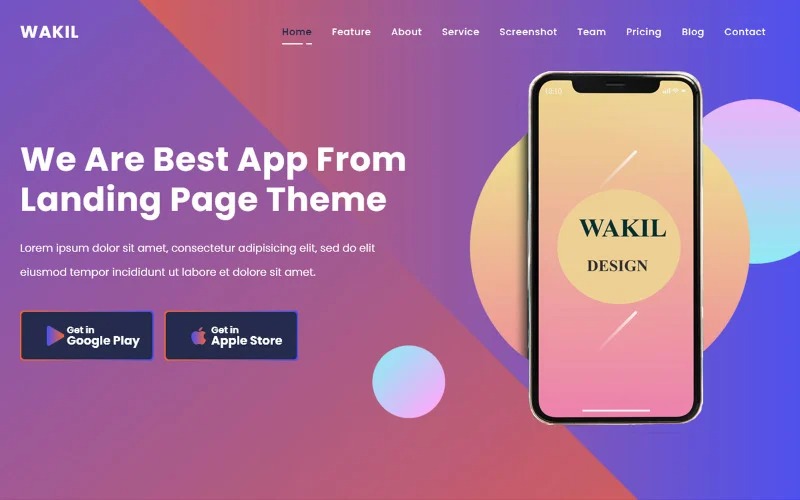 WAKIL
Home Feature About Service Screenshot Team Pricing Blog Contact
We Are Best App From
Landing Page Theme
Lorem ipsum dolor sit amet, consectetur adipisicing elit, sed do elit
eiusmod tempor incididunt ut labore et dolore sit amet.
Get in
Google Play
Get in
Apple Store
WAKIL
DESIGN